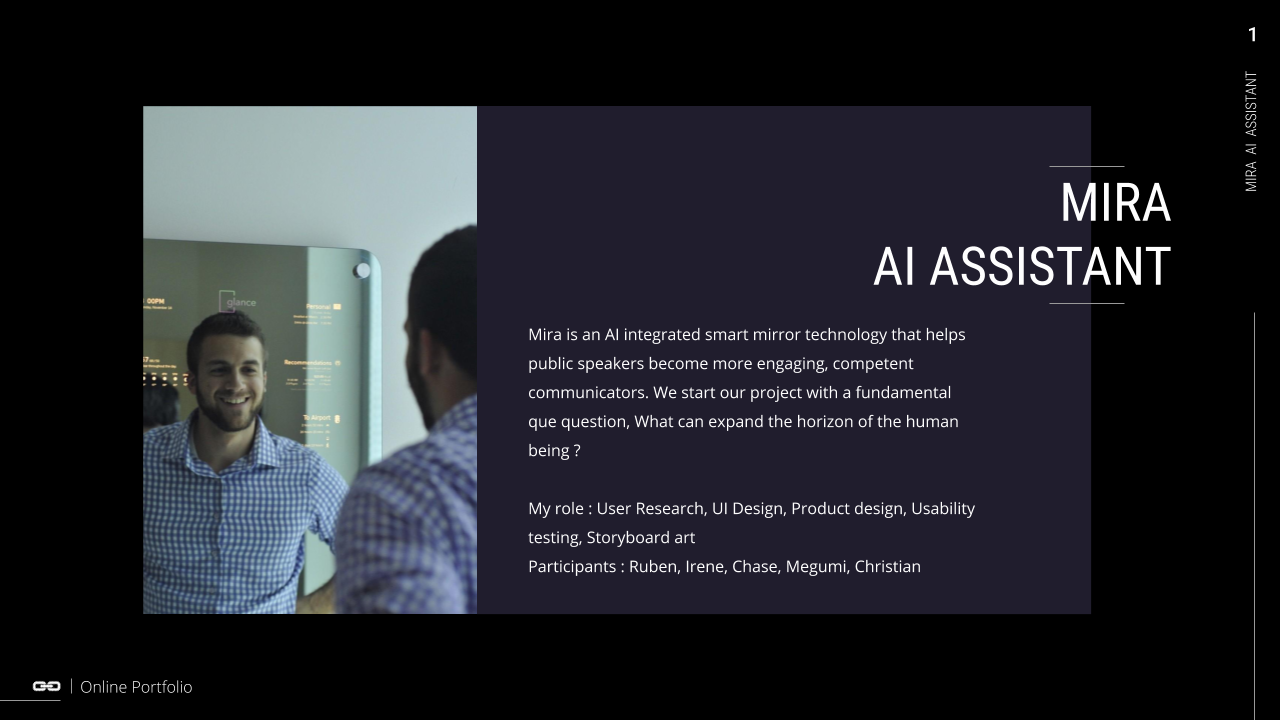 1
MIRA AI ASSISTANT
MIRA
AI ASSISTANT
Mira is an AI integrated smart mirror technology that helps
public speakers become more engaging, competent
communicators. We start our project with a fundamental
que question, What can expand the horizon of the human
being ?
My role : User Research, UI Design, Product design, Usability
testing, Storyboard art
Participants : Ruben, Irene, Chase, Megumi, Christian
00PM
glance
Personal
Recommendations
To Airport
Online Portfolio